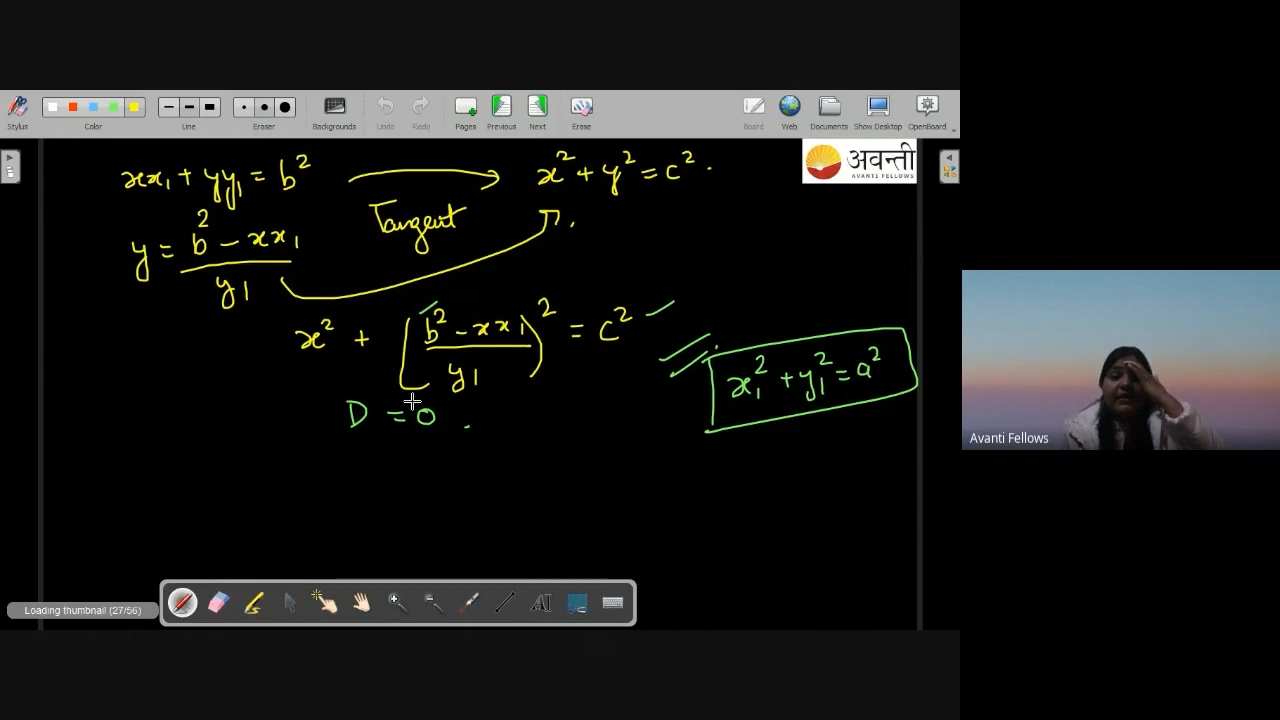 Stylus Color Line Eraser Backgrounds Undo Redo Pages Previous Next Erase Board Web Documents Show Desktop OpenBoard
अवन्ती
AVANTI FELLOWS
xx₁ + yy₁ = b² → x² + y² = c².
Tangent
y = (b² - xx₁)/y₁
x² + [(b² - xx₁)/y₁]² = c²
x₁² + y₁² = a²
D = 0.
Avanti Fellows
Loading thumbnail (27/56)